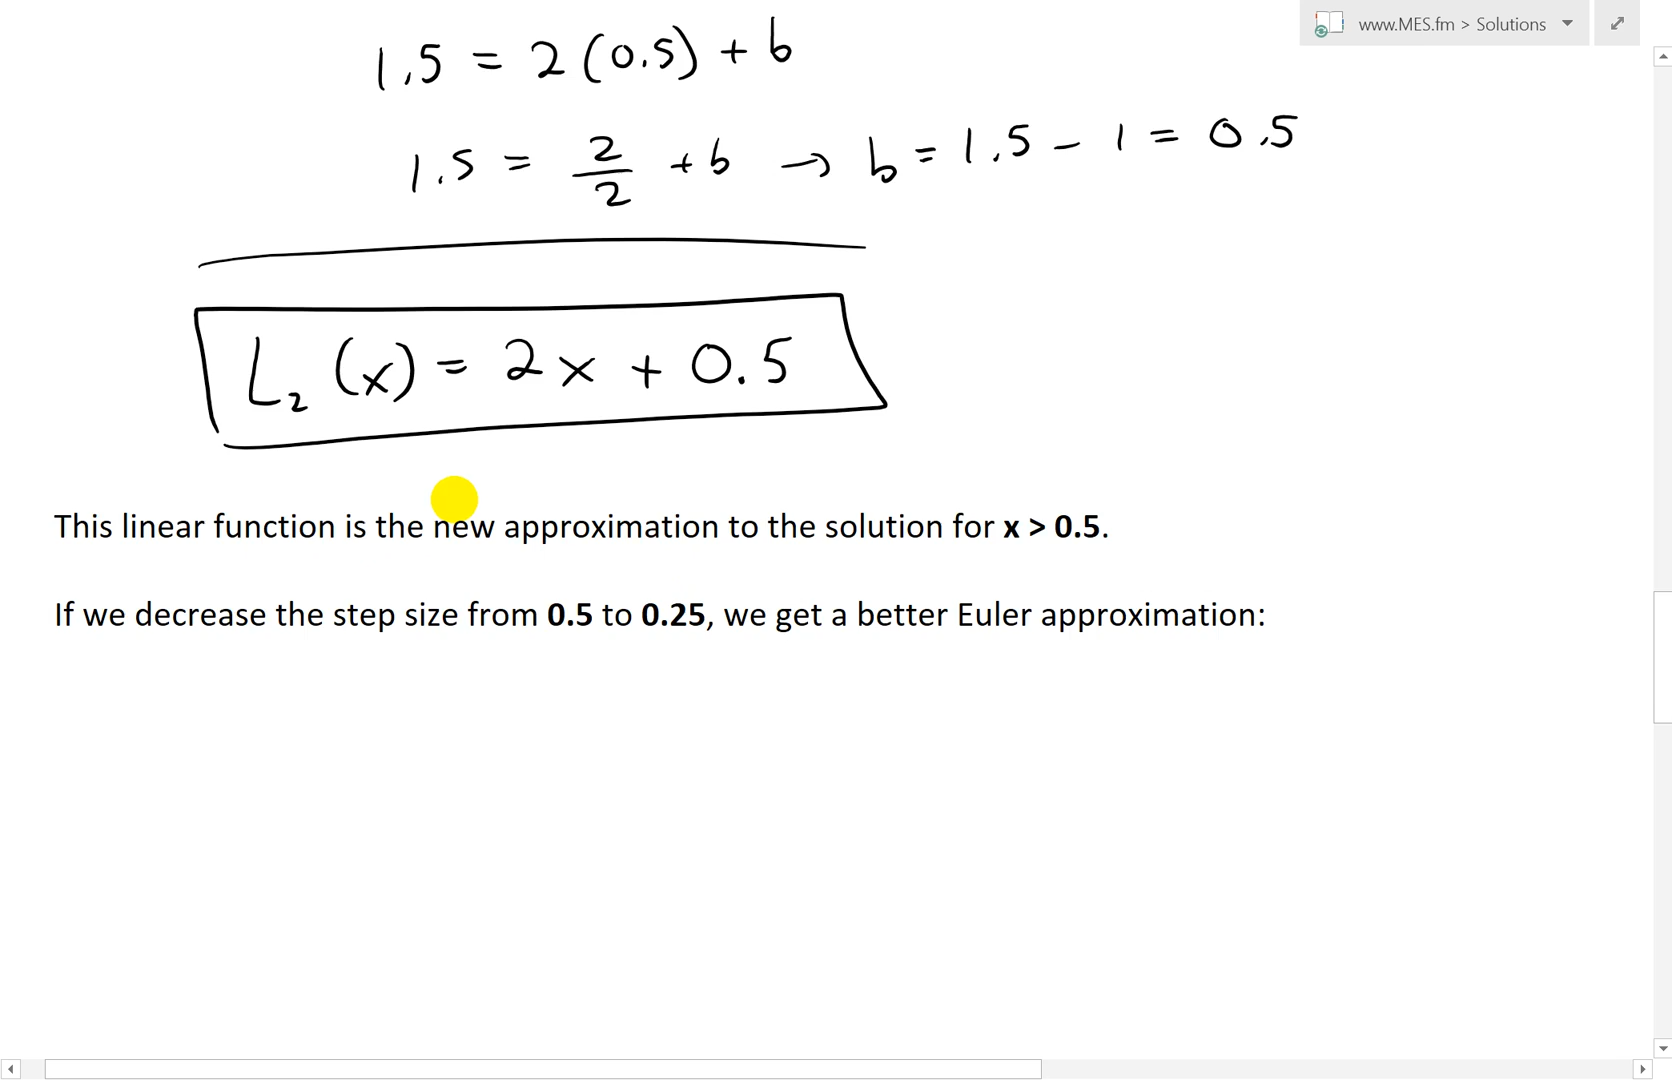 www.MES.fm > Solutions
1.5 = 2(0.5) + b
1.5 = 2/2 + b → b = 1.5 - 1 = 0.5
L₂(x) = 2x + 0.5
This linear function is the new approximation to the solution for x > 0.5.
If we decrease the step size from 0.5 to 0.25, we get a better Euler approximation: